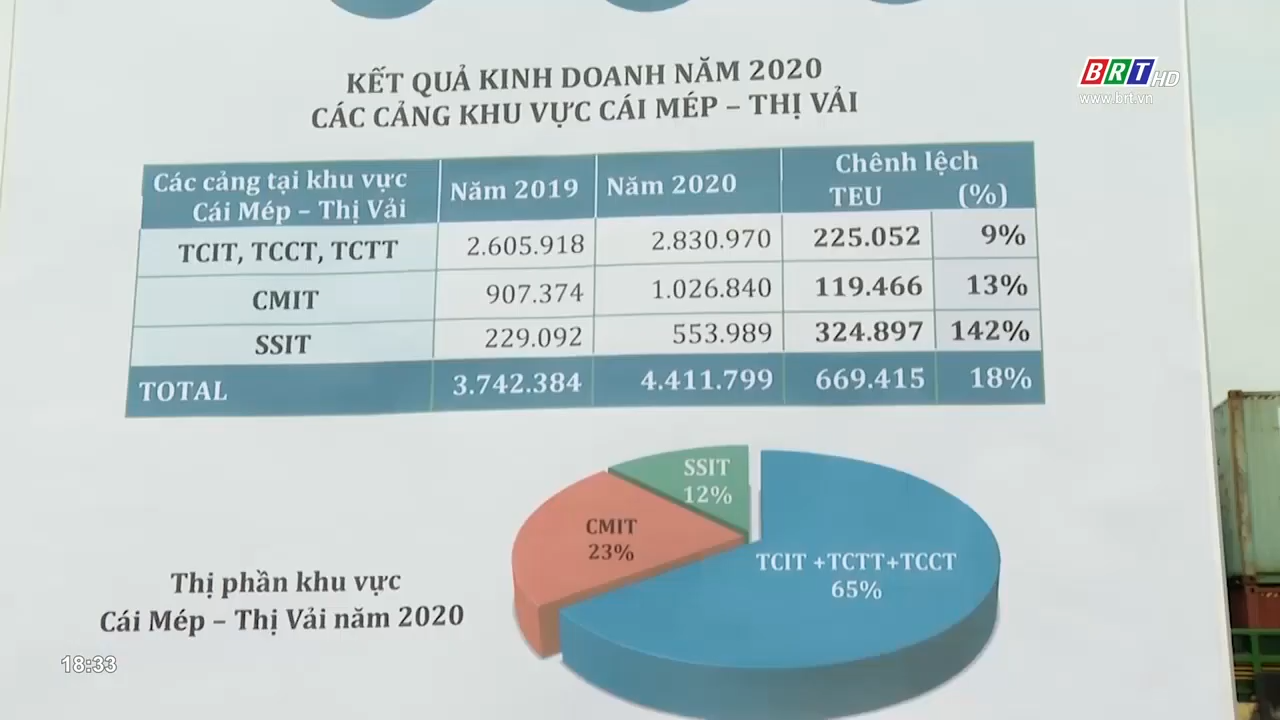 BRT HD
www.brt.vn
KẾT QUẢ KINH DOANH NĂM 2020
CÁC CẢNG KHU VỰC CÁI MÉP – THỊ VẢI
Các cảng tại khu vực
Cái Mép – Thị Vải
Năm 2019
Năm 2020
Chênh lệch
TEU (%)
TCIT, TCCT, TCTT 2.605.918 2.830.970 225.052 9%
CMIT 907.374 1.026.840 119.466 13%
SSIT 229.092 553.989 324.897 142%
TOTAL 3.742.384 4.411.799 669.415 18%
SSIT
12%
CMIT
23%
TCIT +TCTT+TCCT
65%
Thị phần khu vực
Cái Mép – Thị Vải năm 2020
18:33